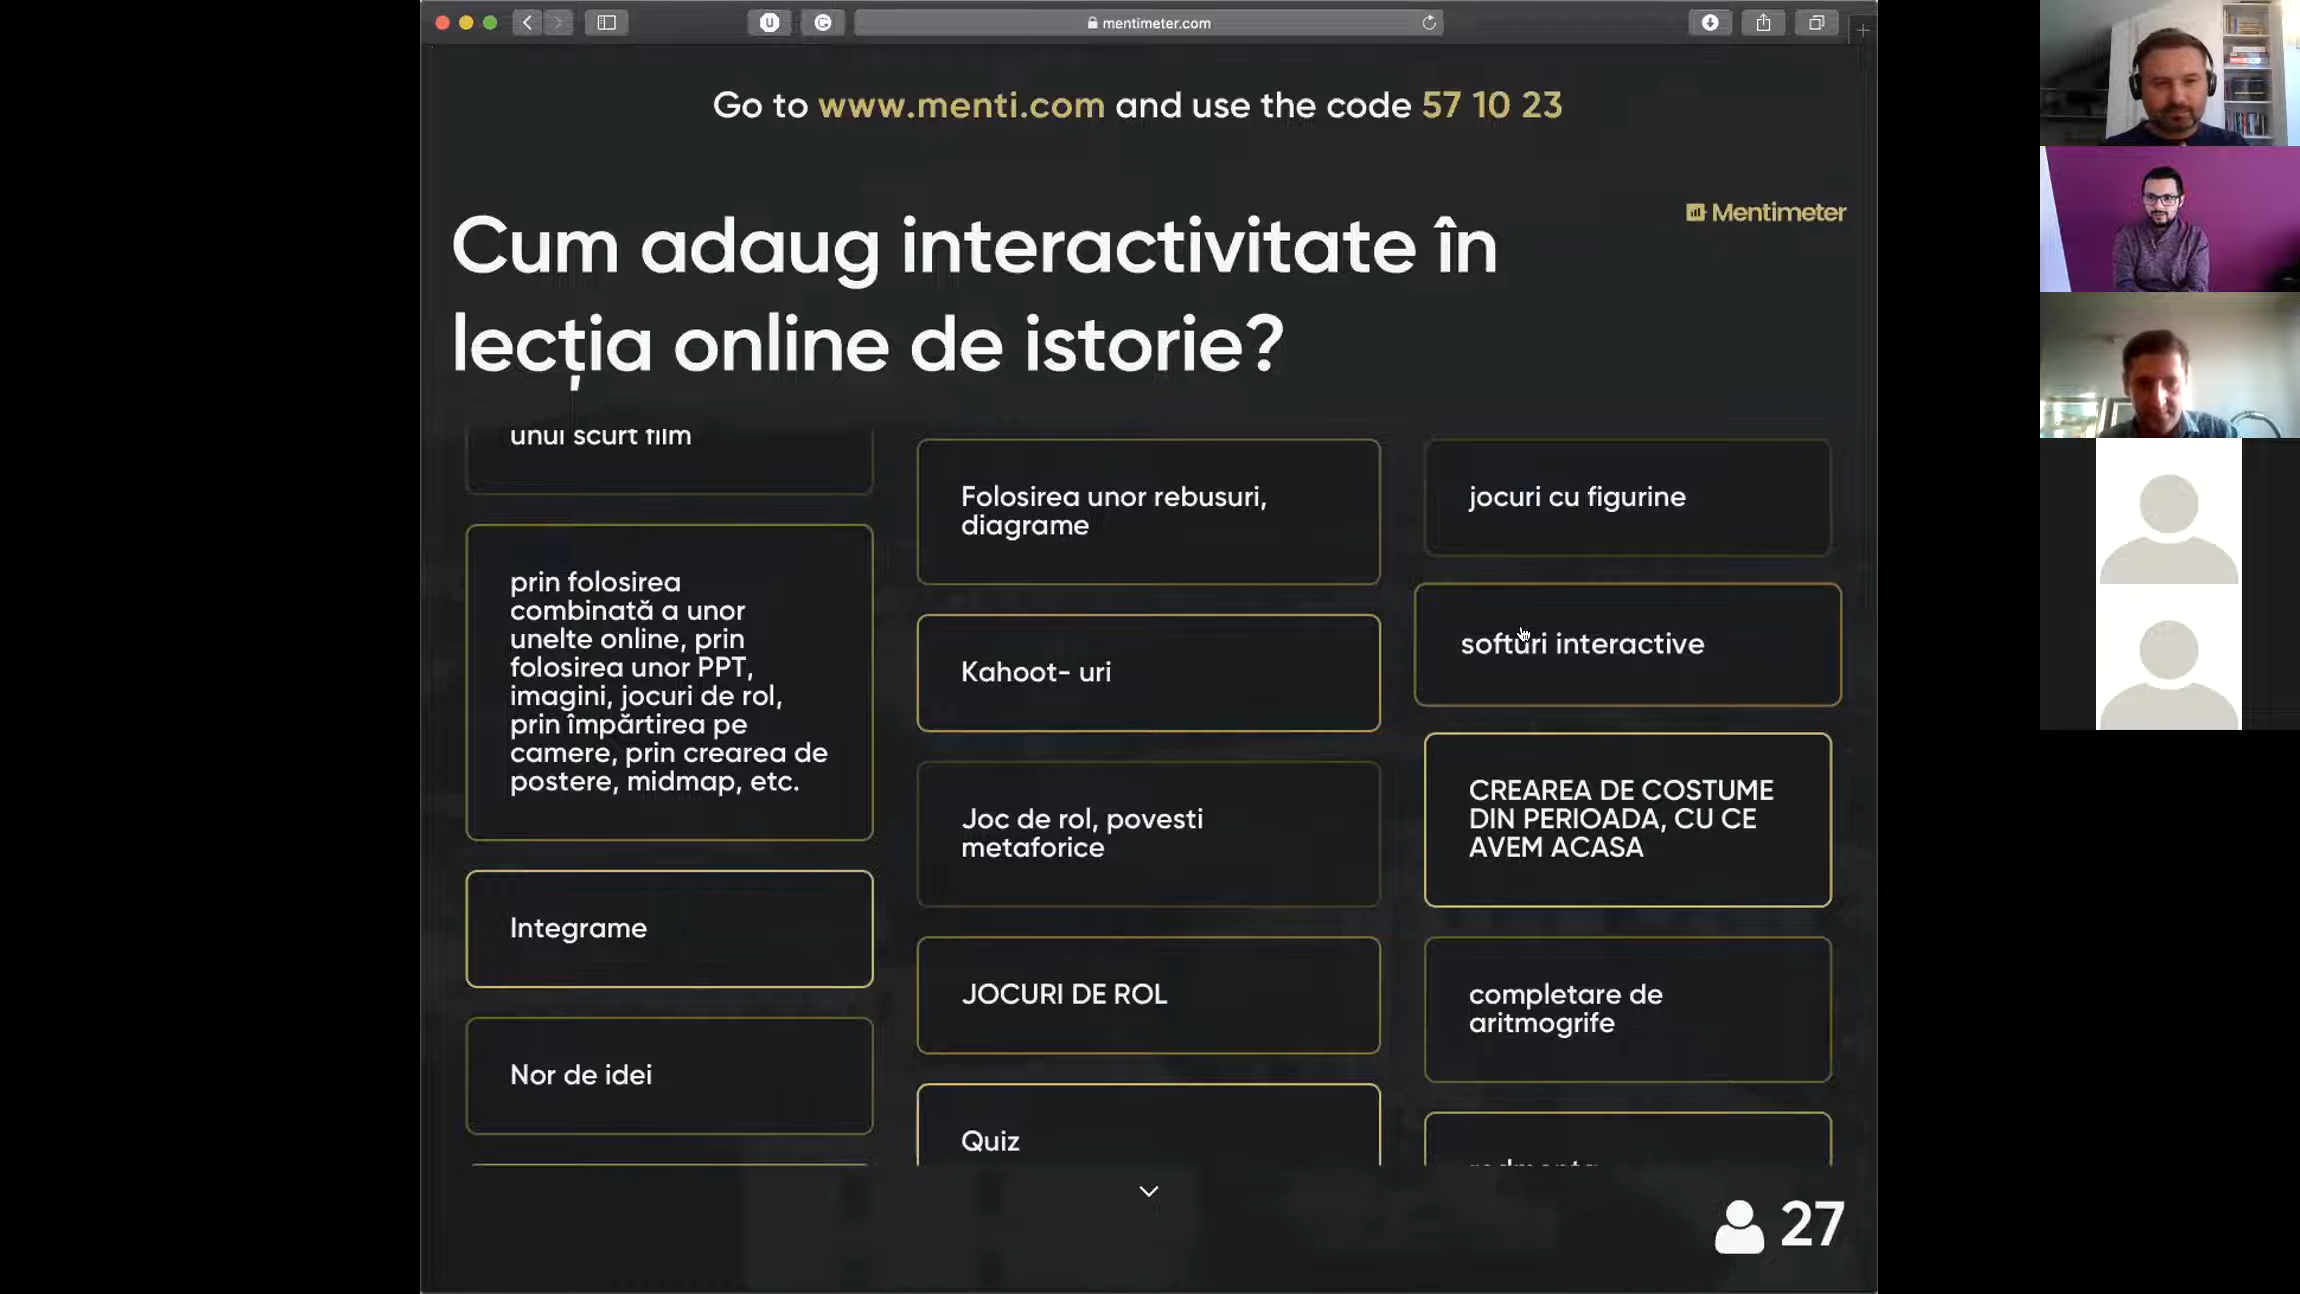 mentimeter.com
Go to www.menti.com and use the code 57 10 23
Mentimeter
Cum adaug interactivitate în
lecția online de istorie?
unui scurt film
prin folosirea
combinată a unor
unelte online, prin
folosirea unor PPT,
imagini, jocuri de rol,
prin împărtirea pe
camere, prin crearea de
postere, midmap, etc.
Integrame
Nor de idei
Folosirea unor rebusuri,
diagrame
Kahoot- uri
Joc de rol, povesti
metaforice
JOCURI DE ROL
Quiz
jocuri cu figurine
softuri interactive
CREAREA DE COSTUME
DIN PERIOADA, CU CE
AVEM ACASA
completare de
aritmogrife
27